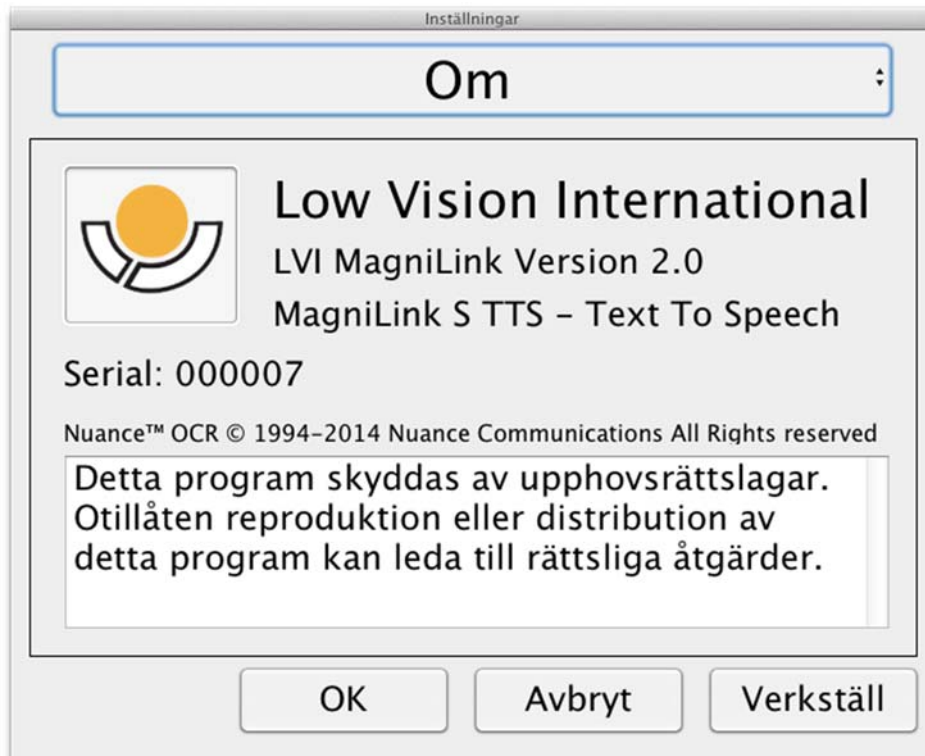 Inställningar
Om
Low Vision International
LVI MagniLink Version 2.0
MagniLink S TTS – Text To Speech
Serial: 000007
Nuance™ OCR © 1994–2014 Nuance Communications All Rights reserved
Detta program skyddas av upphovsrättslagar.
Otillåten reproduktion eller distribution av
detta program kan leda till rättsliga åtgärder.
OK
Avbryt
Verkställ